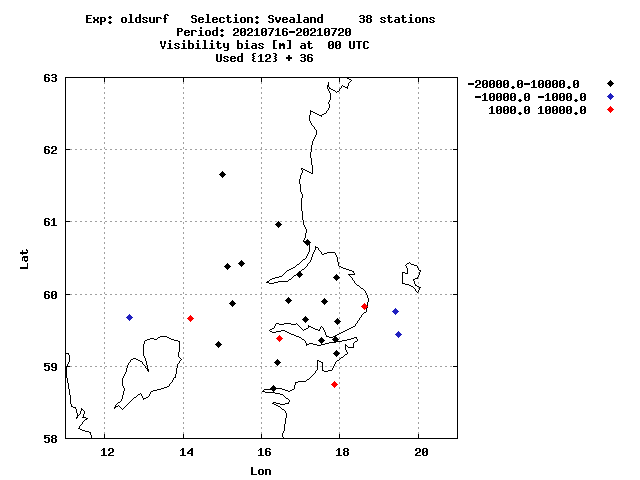 Exp: oldsurf   Selection: Svealand     38 stations
Period: 20210716-20210720
Visibility bias [m] at  00 UTC
Used {12} + 36
-20000.0-10000.0
-10000.0 -1000.0
1000.0 10000.0
63
62
61
60
59
58
Lat
12 14 16 18 20
Lon